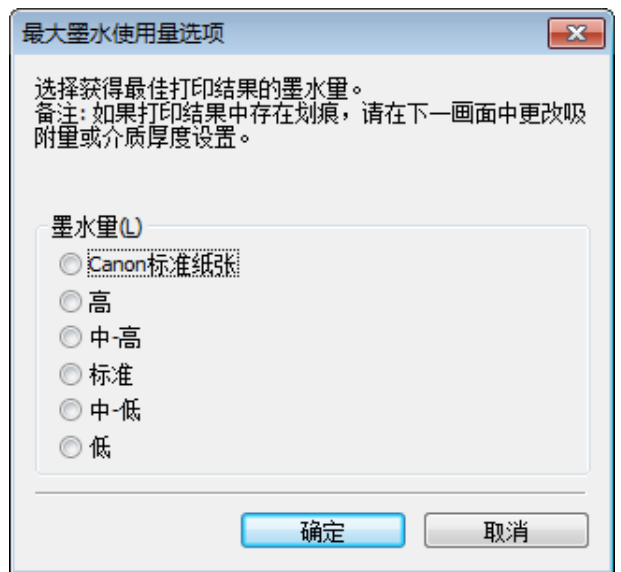 最大墨水使用量选项
选择获得最佳打印结果的墨水量。
备注:如果打印结果中存在划痕，请在下一画面中更改吸
附量或介质厚度设置。
墨水里(L)
Canon标准纸张
高
中-高
标准
中-低
低
确定
取消